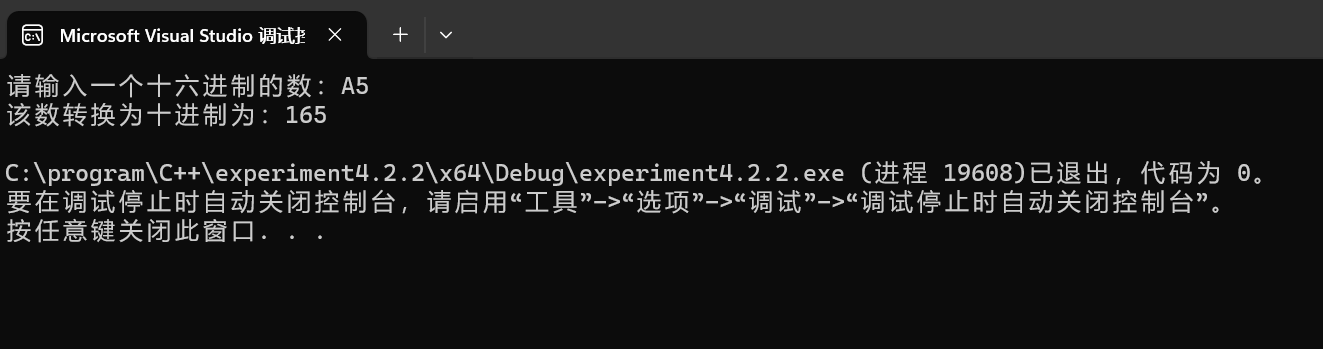 Microsoft Visual Studio 调试控
请输入一个十六进制的数：A5
该数转换为十进制为：165
C:\program\C++\experiment4.2.2\x64\Debug\experiment4.2.2.exe (进程 19608)已退出，代码为 0。
要在调试停止时自动关闭控制台，请启用“工具”->“选项”->“调试”->“调试停止时自动关闭控制台”。
按任意键关闭此窗口. . .